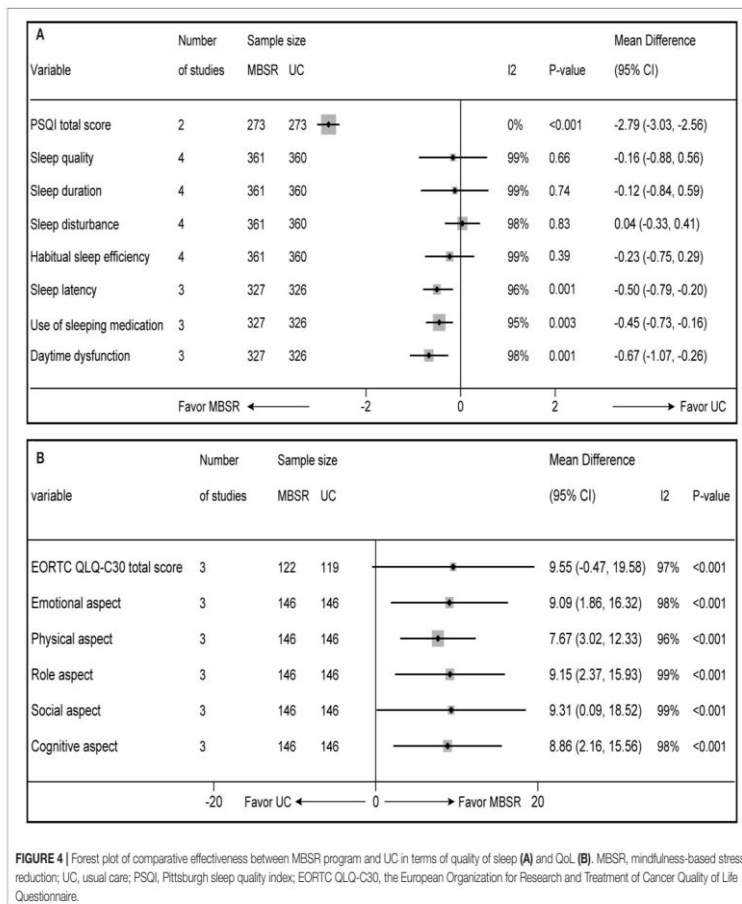 A
Number Sample size Mean Difference
Variable of studies MBSR UC I2 P-value (95% CI)
PSQI total score 2 273 273 0% <0.001 -2.79 (-3.03, -2.56)
Sleep quality 4 361 360 99% 0.66 -0.16 (-0.88, 0.56)
Sleep duration 4 361 360 99% 0.74 -0.12 (-0.84, 0.59)
Sleep disturbance 4 361 360 98% 0.83 0.04 (-0.33, 0.41)
Habitual sleep efficiency 4 361 360 99% 0.39 -0.23 (-0.75, 0.29)
Sleep latency 3 327 326 96% 0.001 -0.50 (-0.79, -0.20)
Use of sleeping medication 3 327 326 95% 0.003 -0.45 (-0.73, -0.16)
Daytime dysfunction 3 327 326 98% 0.001 -0.67 (-1.07, -0.26)
Favor MBSR -2 0 2 Favor UC
B
Number Sample size Mean Difference
variable of studies MBSR UC (95% CI) I2 P-value
EORTC QLQ-C30 total score 3 122 119 9.55 (-0.47, 19.58) 97% <0.001
Emotional aspect 3 146 146 9.09 (1.86, 16.32) 98% <0.001
Physical aspect 3 146 146 7.67 (3.02, 12.33) 96% <0.001
Role aspect 3 146 146 9.15 (2.37, 15.93) 99% <0.001
Social aspect 3 146 146 9.31 (0.09, 18.52) 99% <0.001
Cognitive aspect 3 146 146 8.86 (2.16, 15.56) 98% <0.001
-20 Favor UC 0 Favor MBSR 20
FIGURE 4 | Forest plot of comparative effectiveness between MBSR program and UC in terms of quality of sleep (A) and QoL (B). MBSR, mindfulness-based stress
reduction; UC, usual care; PSQI, Pittsburgh sleep quality index; EORTC QLQ-C30, the European Organization for Research and Treatment of Cancer Quality of Life
Questionnaire.